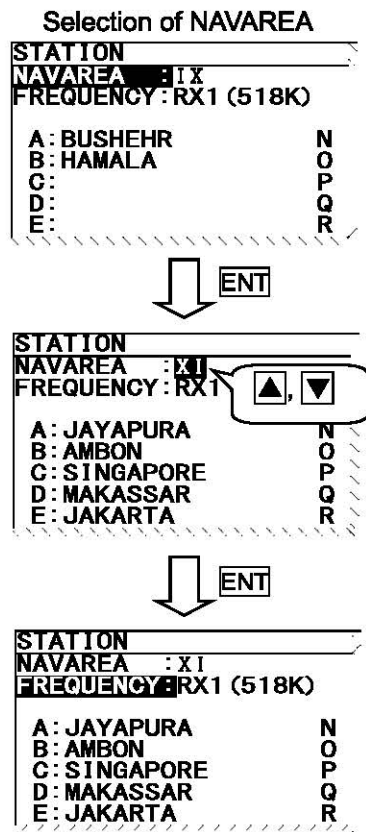 Selection of NAVAREA
STATION
NAVAREA :IX
FREQUENCY:RX1(518K)
A:BUSHEHR N
B:HAMALA O
C: P
D: Q
E: R
ENT
STATION
NAVAREA :XI
FREQUENCY:RX1
▲, ▼
A:JAYAPURA N
B:AMBON O
C:SINGAPORE P
D:MAKASSAR Q
E:JAKARTA R
ENT
STATION
NAVAREA :XI
FREQUENCY:RX1(518K)
A:JAYAPURA N
B:AMBON O
C:SINGAPORE P
D:MAKASSAR Q
E:JAKARTA R